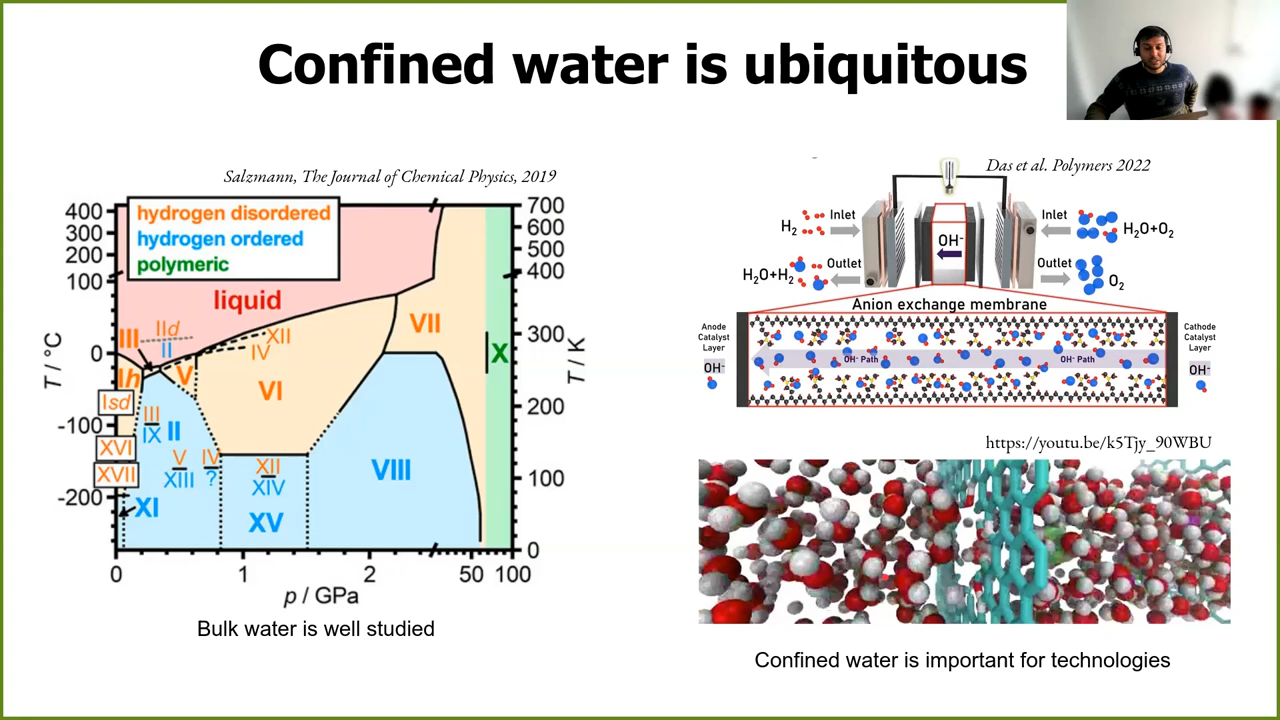 Confined water is ubiquitous
Salzmann, The Journal of Chemical Physics, 2019
hydrogen disordered
hydrogen ordered
polymeric
400
300
200
100
0
-100
-200
T / °C
700
600
500
400
300
200
100
0
T / K
liquid
III
IId
II
XII
IV
VII
X
Ih
V
VI
Isd
III
IX
II
XVI
XVII
V
XIII
IV
?
XII
XIV
VIII
XI
XV
0
1
2
50
100
p / GPa
Bulk water is well studied
Das et al. Polymers 2022
H₂
Inlet
OH⁻
Inlet
H₂O+O₂
H₂O+H₂
Outlet
Outlet
O₂
Anion exchange membrane
Anode
Catalyst
Layer
OH⁻
OH⁻ Path
OH⁻ Path
Cathode
Catalyst
Layer
OH⁻
https://youtu.be/k5Tjy_90WBU
Confined water is important for technologies